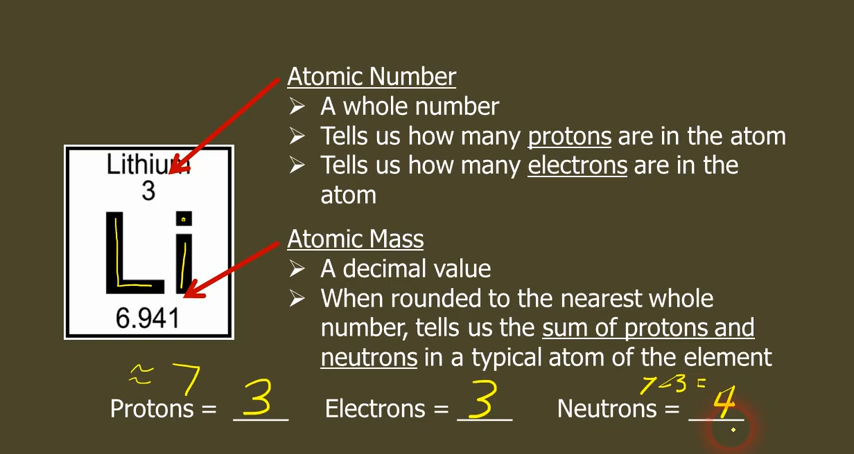 Atomic Number
➢ A whole number
➢ Tells us how many protons are in the atom
➢ Tells us how many electrons are in the
atom
Lithium
3
Li
6.941
Atomic Mass
➢ A decimal value
➢ When rounded to the nearest whole
number, tells us the sum of protons and
neutrons in a typical atom of the element
≈ 7
7-3 =
Protons = 3 Electrons = 3 Neutrons = 4